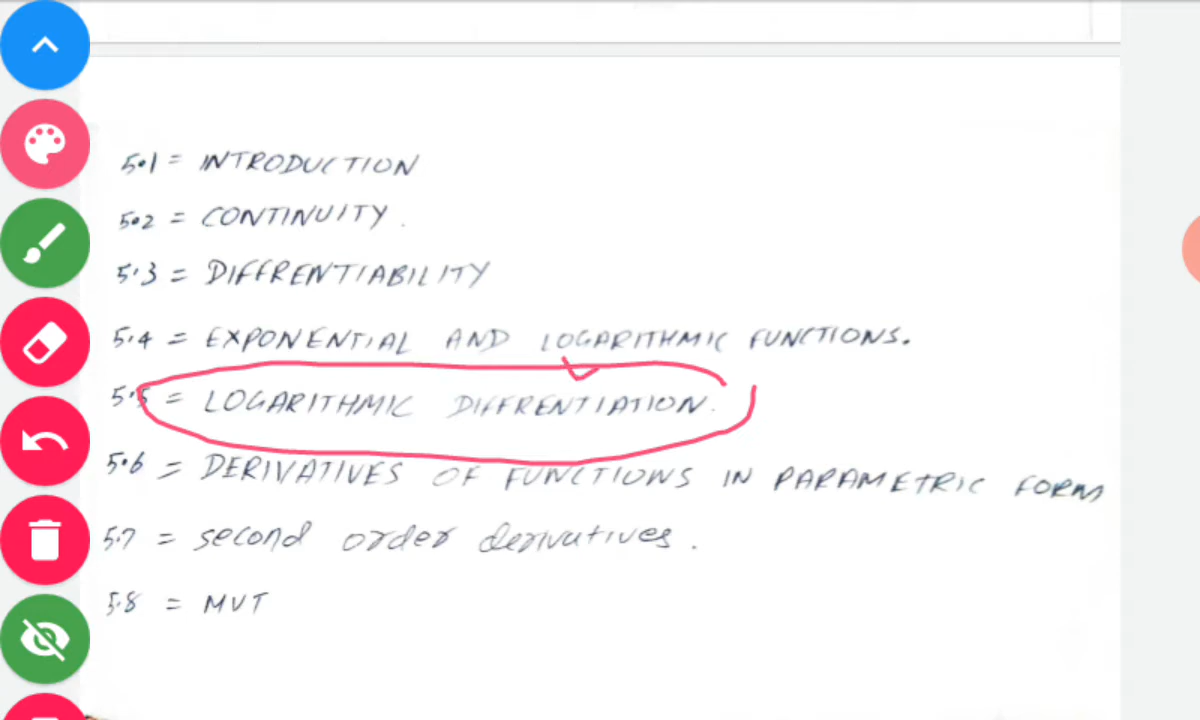 5.1 = INTRODUCTION
5.2 = CONTINUITY.
5.3 = DIFFRENTIABILITY
5.4 = EXPONENTIAL AND LOGARITHMIC FUNCTIONS.
5.5 = LOGARITHMIC DIFFRENTIATION.
5.6 = DERIVATIVES OF FUNCTIONS IN PARAMETRIC FORM
5.7 = second order derivatives.
5.8 = MVT